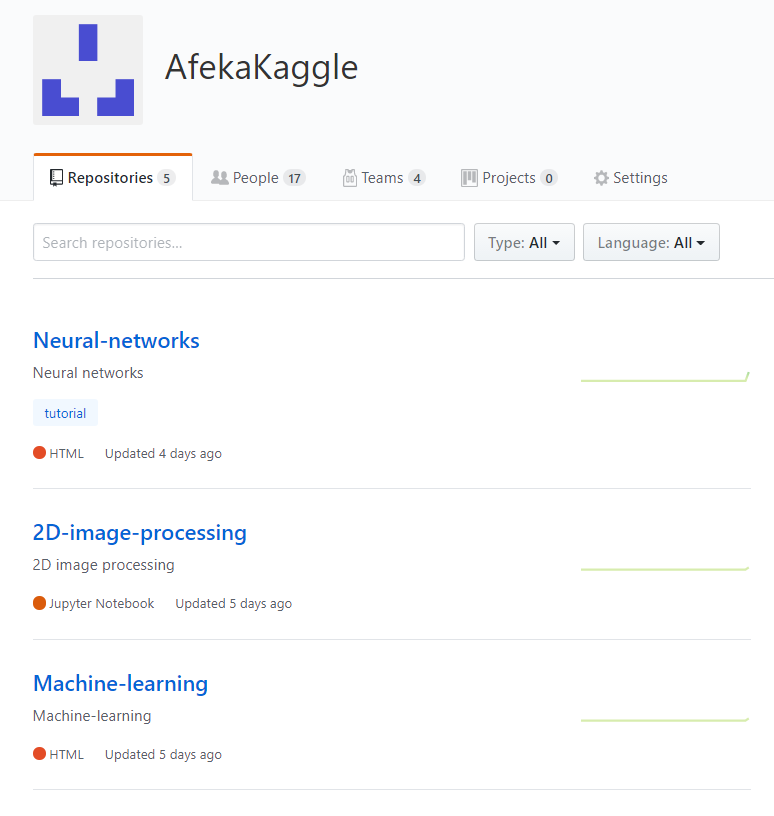 AfekaKaggle
Repositories 5 People 17 Teams 4 Projects 0 Settings
Search repositories... Type: All Language: All
Neural-networks
Neural networks
tutorial
HTML Updated 4 days ago
2D-image-processing
2D image processing
Jupyter Notebook Updated 5 days ago
Machine-learning
Machine-learning
HTML Updated 5 days ago